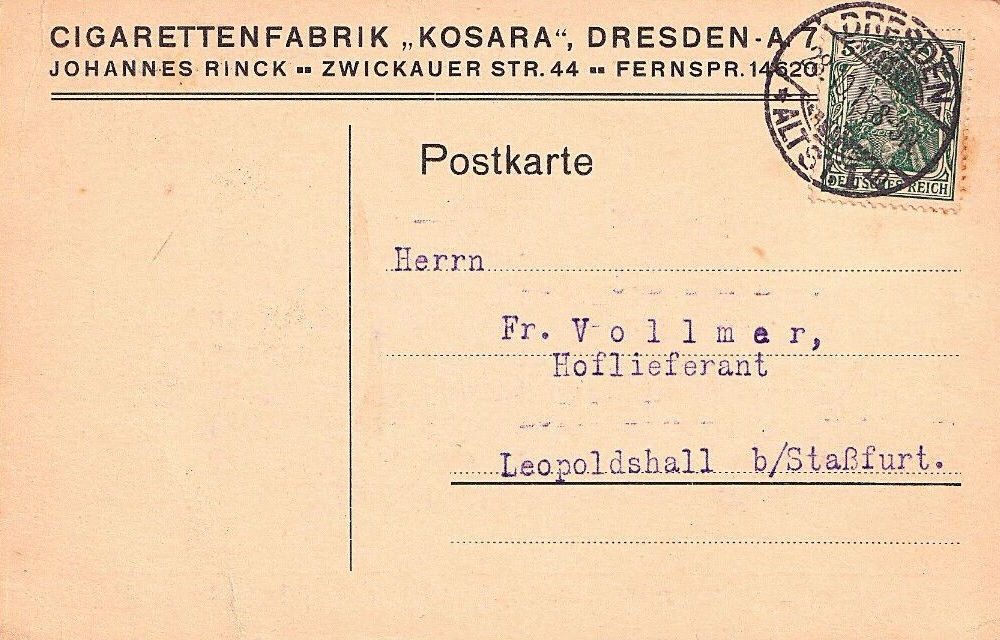 CIGARETTENFABRIK „KOSARA“, DRESDEN-A 7
JOHANNES RINCK ▪▪ ZWICKAUER STR. 44 ▪▪ FERNSPR. 14620
DRESDEN
ALTST.
DEUTSCHES REICH
Postkarte
Herrn
Fr. Vollmer,
Hoflieferant
Leopoldshall b/Staßfurt.